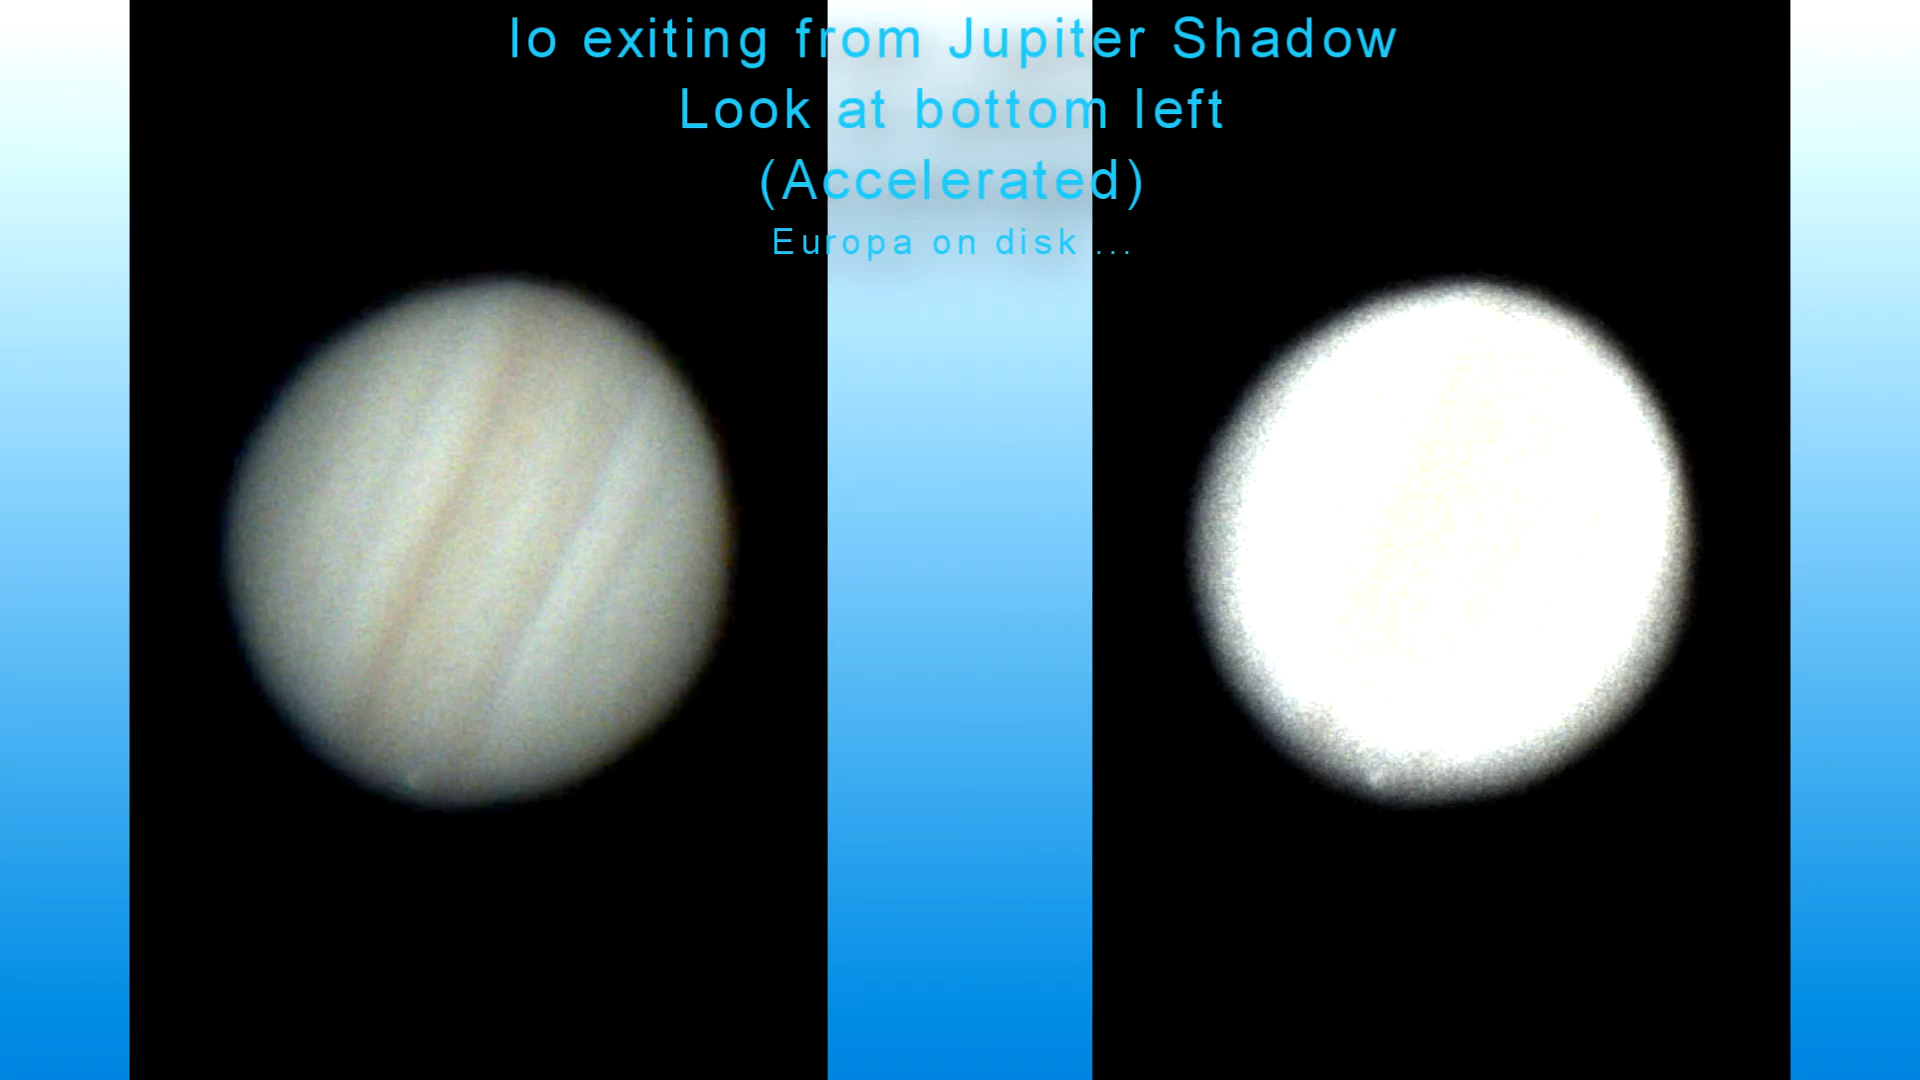 Io exiting from Jupiter Shadow
Look at bottom left
(Accelerated)
Europa on disk ...